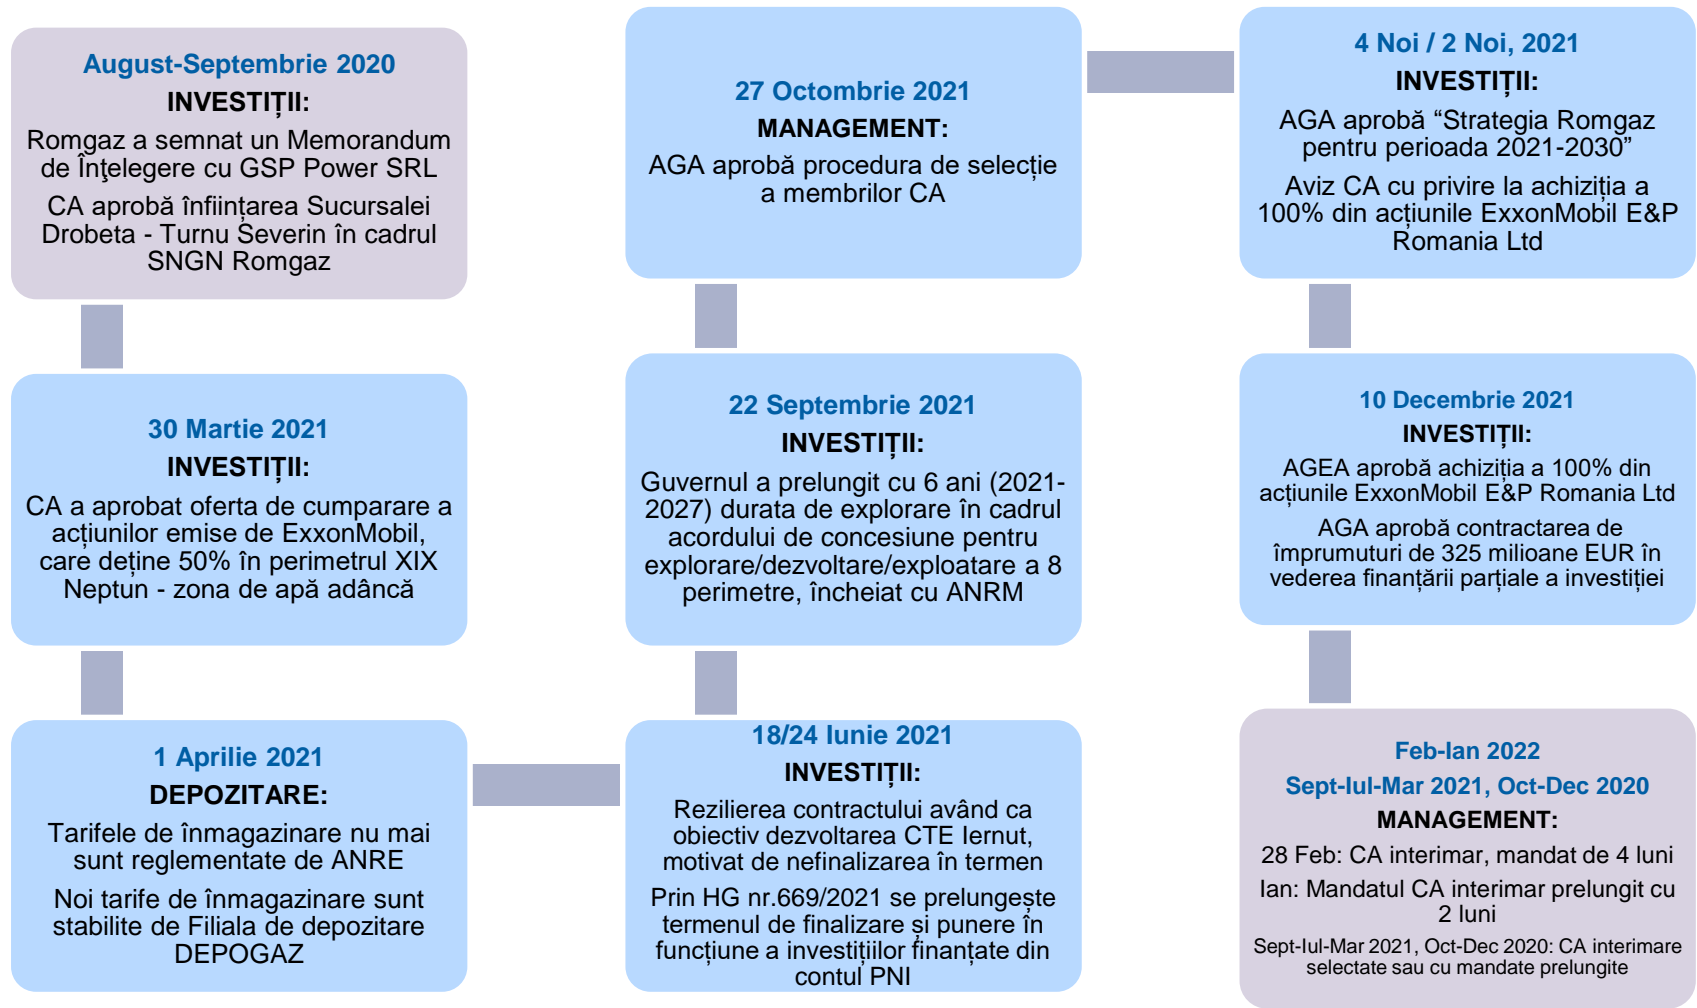 August-Septembrie 2020
INVESTIȚII:
Romgaz a semnat un Memorandum
de Înţelegere cu GSP Power SRL
CA aprobă înființarea Sucursalei
Drobeta - Turnu Severin în cadrul
SNGN Romgaz
30 Martie 2021
INVESTIȚII:
CA a aprobat oferta de cumparare a
acțiunilor emise de ExxonMobil,
care deține 50% în perimetrul XIX
Neptun - zona de apă adâncă
1 Aprilie 2021
DEPOZITARE:
Tarifele de înmagazinare nu mai
sunt reglementate de ANRE
Noi tarife de înmagazinare sunt
stabilite de Filiala de depozitare
DEPOGAZ
18/24 Iunie 2021
INVESTIȚII:
Rezilierea contractului având ca
obiectiv dezvoltarea CTE Iernut,
motivat de nefinalizarea în termen
Prin HG nr.669/2021 se prelungește
termenul de finalizare și punere în
funcțiune a investițiilor finanțate din
contul PNI
22 Septembrie 2021
INVESTIȚII:
Guvernul a prelungit cu 6 ani (2021-
2027) durata de explorare în cadrul
acordului de concesiune pentru
explorare/dezvoltare/exploatare a 8
perimetre, încheiat cu ANRM
27 Octombrie 2021
MANAGEMENT:
AGA aprobă procedura de selecție
a membrilor CA
4 Noi / 2 Noi, 2021
INVESTIȚII:
AGA aprobă “Strategia Romgaz
pentru perioada 2021-2030”
Aviz CA cu privire la achiziția a
100% din acțiunile ExxonMobil E&P
Romania Ltd
10 Decembrie 2021
INVESTIȚII:
AGEA aprobă achiziția a 100% din
acțiunile ExxonMobil E&P Romania Ltd
AGA aprobă contractarea de
împrumuturi de 325 milioane EUR în
vederea finanțării parțiale a investiției
Feb-Ian 2022
Sept-Iul-Mar 2021, Oct-Dec 2020
MANAGEMENT:
28 Feb: CA interimar, mandat de 4 luni
Ian: Mandatul CA interimar prelungit cu
2 luni
Sept-Iul-Mar 2021, Oct-Dec 2020: CA interimare
selectate sau cu mandate prelungite